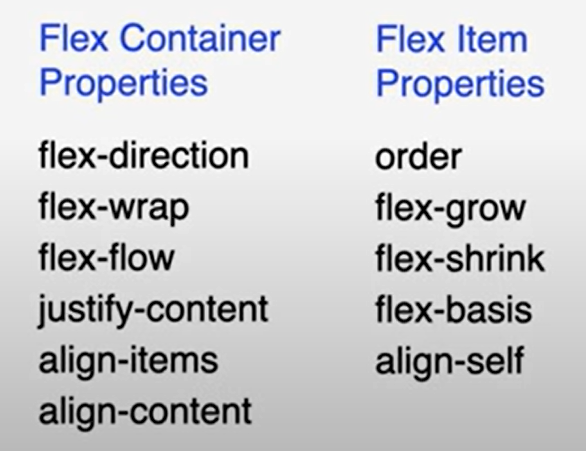 Flex Container
Properties
flex-direction
flex-wrap
flex-flow
justify-content
align-items
align-content
Flex Item
Properties
order
flex-grow
flex-shrink
flex-basis
align-self